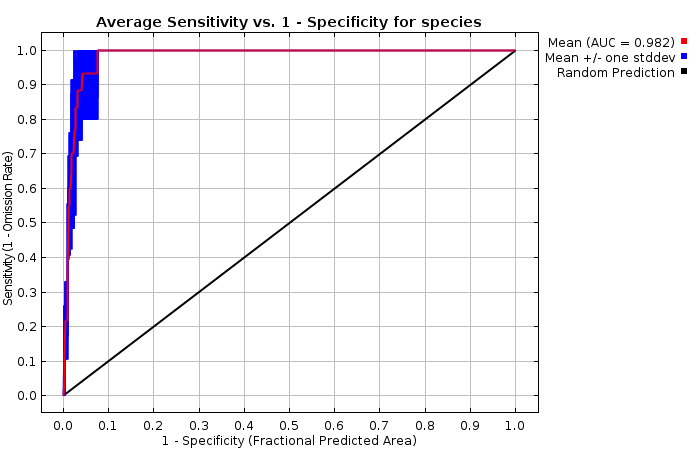 Average Sensitivity vs. 1 - Specificity for species
Mean (AUC = 0.982)
Mean +/- one stddev
Random Prediction
Sensitivity (1 - Omission Rate)
1.0
0.9
0.8
0.7
0.6
0.5
0.4
0.3
0.2
0.1
0.0
0.0 0.1 0.2 0.3 0.4 0.5 0.6 0.7 0.8 0.9 1.0
1 - Specificity (Fractional Predicted Area)